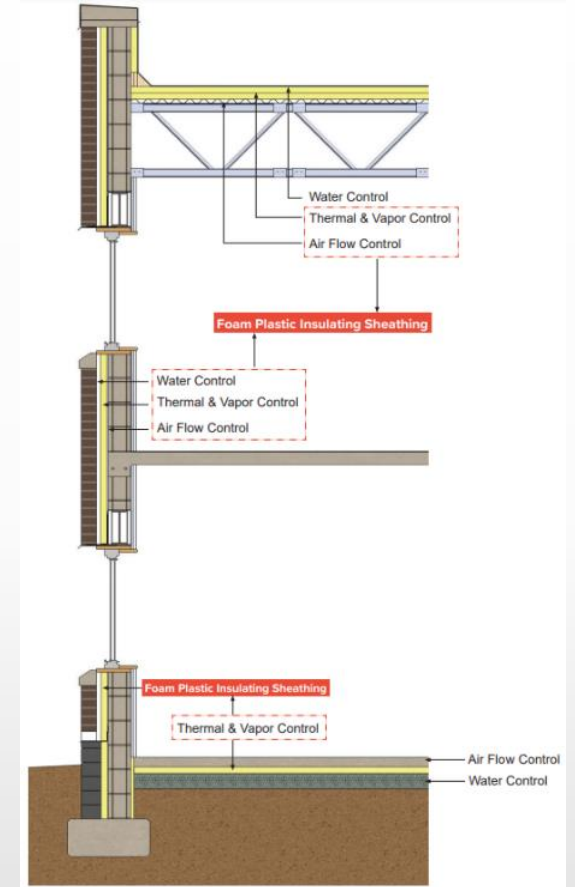 Water Control
Thermal & Vapor Control
Air Flow Control
Foam Plastic Insulating Sheathing
Water Control
Thermal & Vapor Control
Air Flow Control
Foam Plastic Insulating Sheathing
Thermal & Vapor Control
Air Flow Control
Water Control